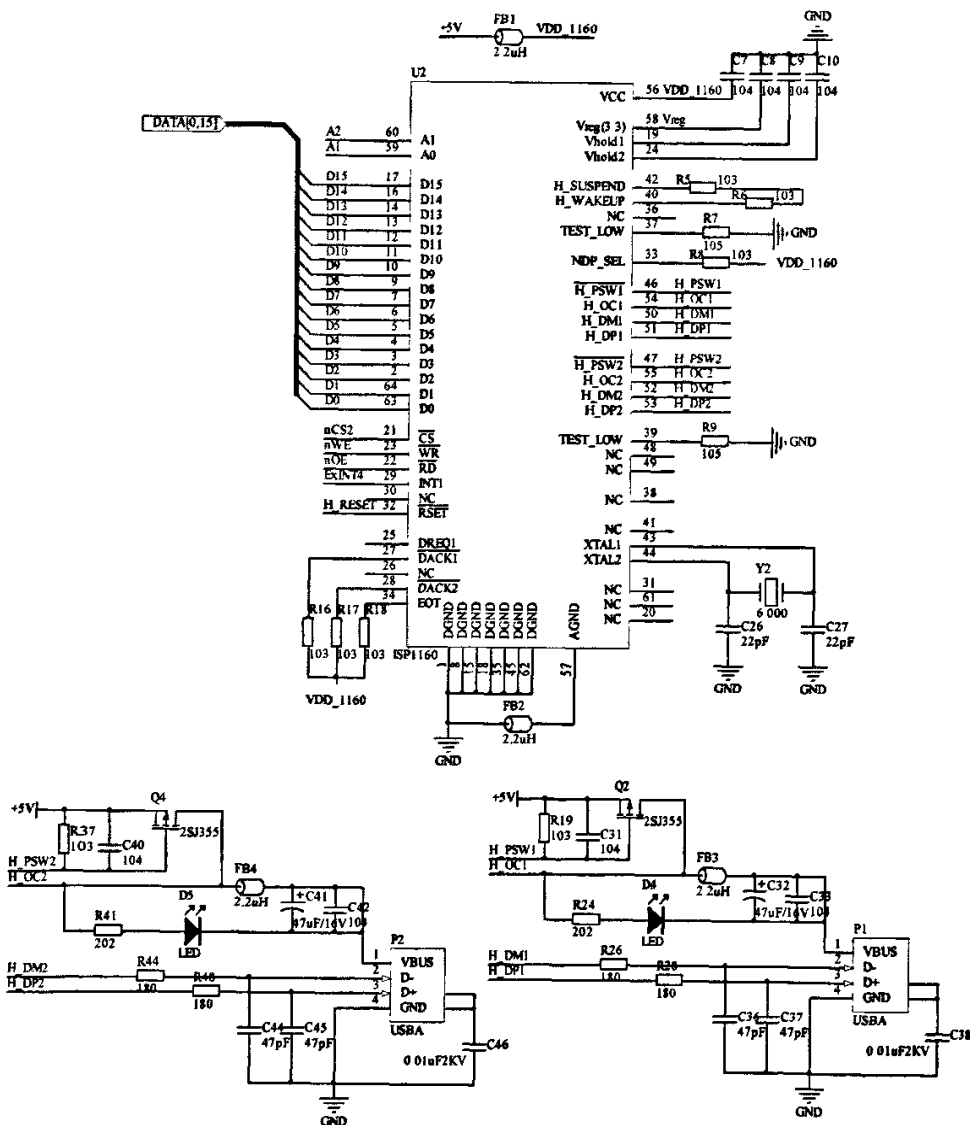 +5V FB1 VDD_1160
2.2uH
GND
U2
C7 C8 C9 C10
104 104 104 104
VCC 56 VDD_1160
DATA[0,15]
Vreg(3 3) 58 Vreg
Vhold1 19
Vhold2 24
A2 60 A1
A1 59 A0
D15 17 D15
D14 16 D14
D13 14 D13
D12 13 D12
D11 12 D11
D10 11 D10
D9 10 D9
D8 9 D8
D7 7 D7
D6 6 D6
D5 5 D5
D4 4 D4
D3 3 D3
D2 2 D2
D1 64 D1
D0 63 D0
H_SUSPEND 42 R5 103
H_WAKEUP 40 R6 103
NC 36
TEST_LOW 37 R7 105 GND
NDP_SEL 33 R8 103 VDD_1160
H_PSW1 46 H_PSW1
H_OC1 54 H_OC1
H_DM1 50 H_DM1
H_DP1 51 H_DP1
H_PSW2 47 H_PSW2
H_OC2 55 H_OC2
H_DM2 52 H_DM2
H_DP2 53 H_DP2
nCS2 21 CS
nWE 23 WR
nOE 22 RD
ExINT4 29 INT1
30 NC
H_RESET 32 RSET
TEST_LOW 39 R9 105 GND
NC 48
NC 49
NC 38
NC 41
XTAL1 43
XTAL2 44
25 DREQ1
27 DACK1
26 NC
28 DACK2
34 EOT
NC 31
NC 61
NC 20
Y2
6 000
C26 22pF
C27 22pF
GND GND
R16 R17 R18
103 103 103
VDD_1160
DGND DGND DGND DGND DGND DGND DGND AGND
ISP1160
1 8 15 18 35 45 62 57
FB2
2.2uH
GND
+5V Q4
2SJ355
R37 103
C40 104
H_PSW2
H_OC2
FB4
2.2uH
D5
LED
R41
202
C41 47uF/16V
C42 104
P2
1 VBUS
2 D-
3 D+
4 GND
USBA
H_DM2
H_DP2
R44
180
180
C44 47pF
C45 47pF
0 01uF2KV C46
GND
+5V Q2
2SJ355
R19 103
C31 104
H_PSW1
H_OC1
FB3
2 2uH
D4
LED
R24
202
C32 47uF/16V
C33 104
P1
1 VBUS
2 D-
3 D+
4 GND
USBA
H_DM1
H_DP1
R26
180
180
C36 47pF
C37 47pF
0 01uF2KV C38
GND